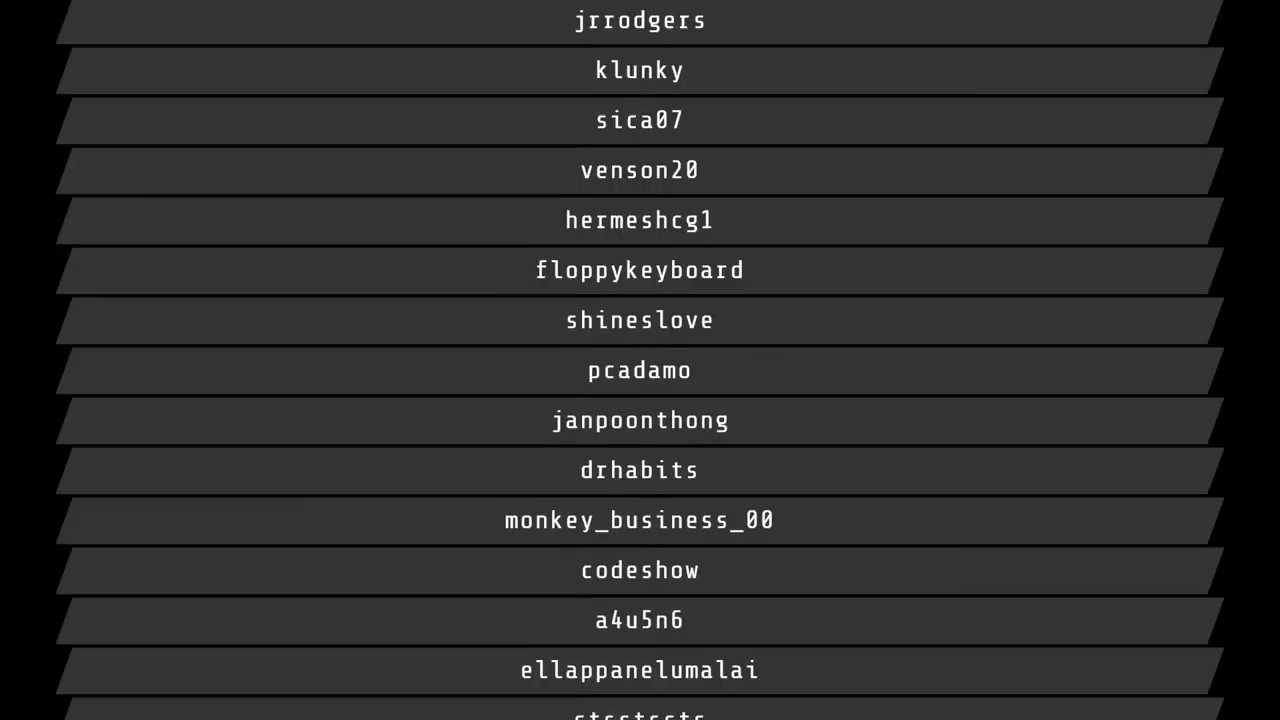 jrrodgers
klunky
sica07
venson20
hermeshcg1
floppykeyboard
shineslove
pcadamo
janpoonthong
drhabits
monkey_business_00
codeshow
a4u5n6
ellappanelumalai